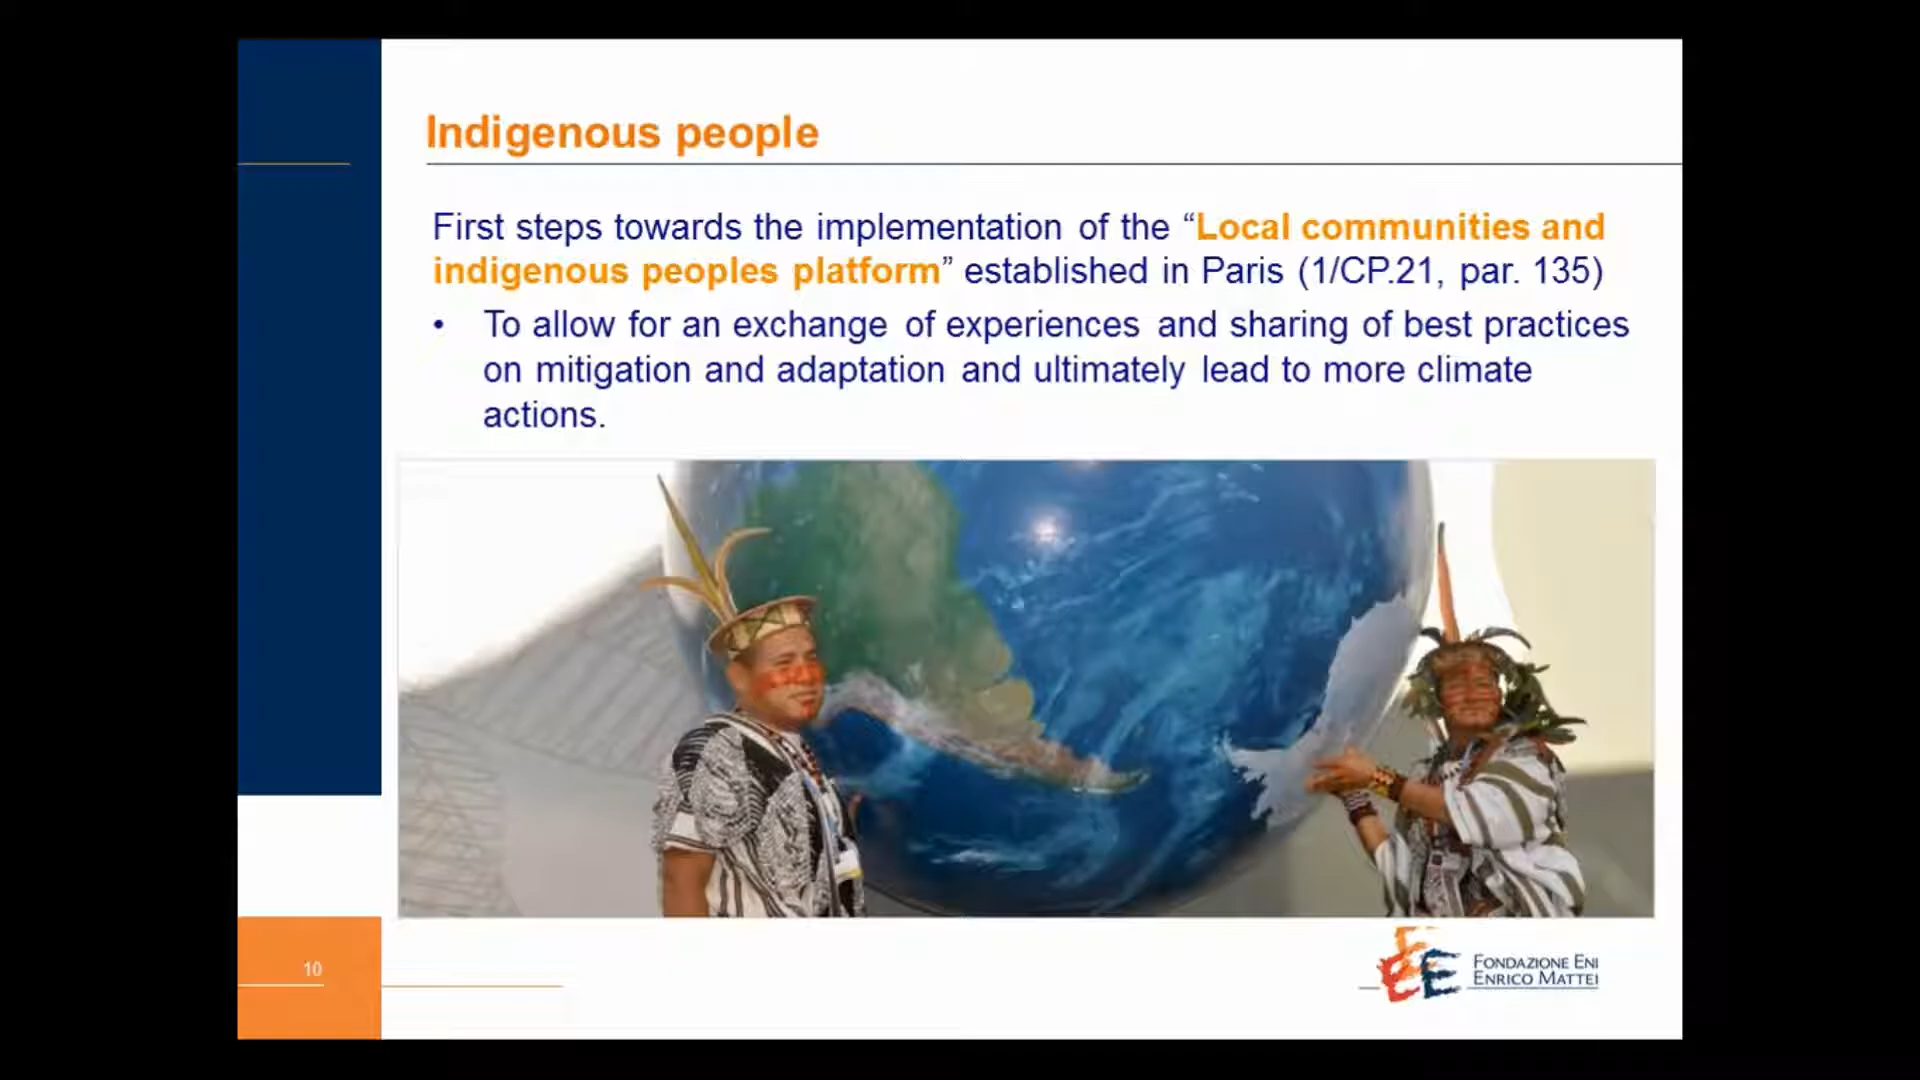 Indigenous people
First steps towards the implementation of the “Local communities and
indigenous peoples platform” established in Paris (1/CP.21, par. 135)
• To allow for an exchange of experiences and sharing of best practices
on mitigation and adaptation and ultimately lead to more climate
actions.
10
FONDAZIONE ENI
ENRICO MATTEI